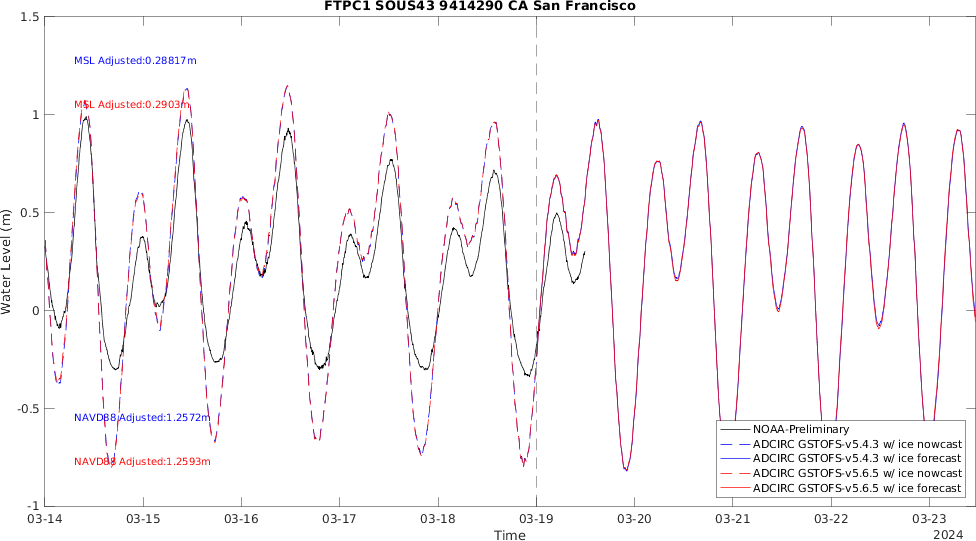 FTPC1 SOUS43 9414290 CA San Francisco
1.5
MSL Adjusted:0.28817m
MSL Adjusted:0.2903m
1
0.5
Water Level (m)
0
-0.5
NAVD88 Adjusted:1.2572m
NAVD88 Adjusted:1.2593m
-1
NOAA-Preliminary
ADCIRC GSTOFS-v5.4.3 w/ ice nowcast
ADCIRC GSTOFS-v5.4.3 w/ ice forecast
ADCIRC GSTOFS-v5.6.5 w/ ice nowcast
ADCIRC GSTOFS-v5.6.5 w/ ice forecast
03-14 03-15 03-16 03-17 03-18 03-19 03-20 03-21 03-22 03-23
Time
2024